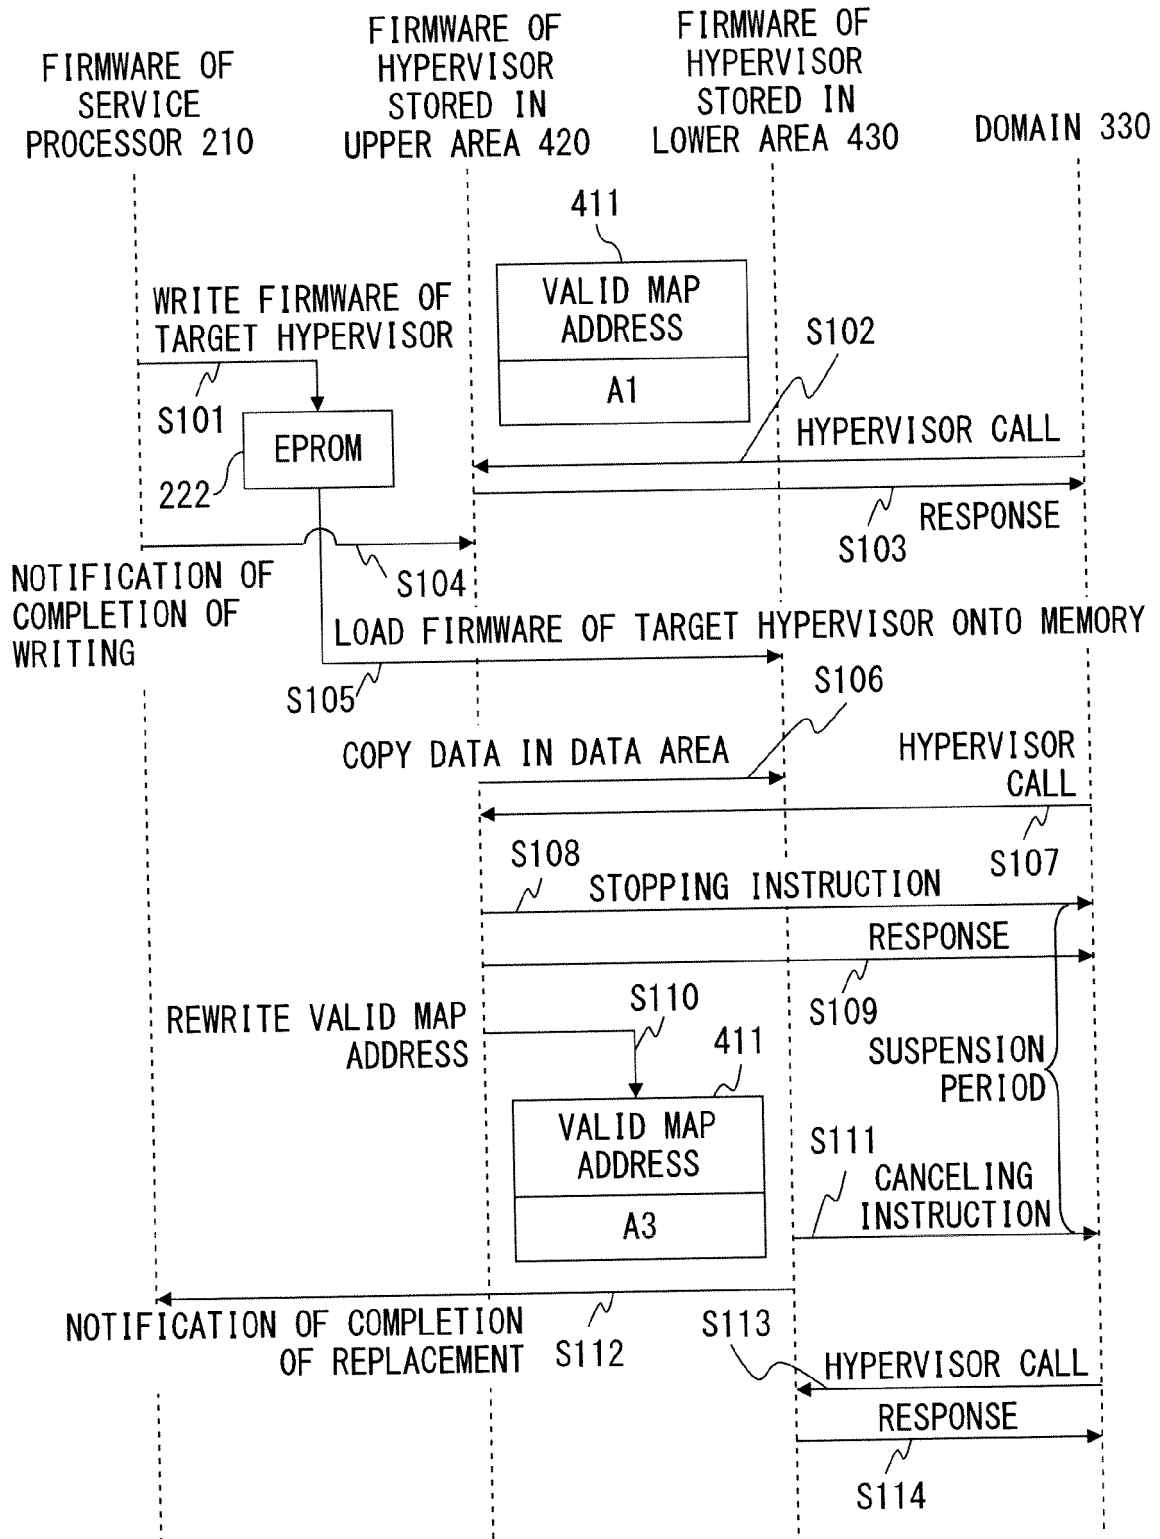 FIRMWARE OF
SERVICE
PROCESSOR 210
FIRMWARE OF
HYPERVISOR
STORED IN
UPPER AREA 420
FIRMWARE OF
HYPERVISOR
STORED IN
LOWER AREA 430
DOMAIN 330
411
VALID MAP
ADDRESS
A1
WRITE FIRMWARE OF
TARGET HYPERVISOR
S101
EPROM
222
S102
HYPERVISOR CALL
RESPONSE
S103
S104
NOTIFICATION OF
COMPLETION OF
WRITING
LOAD FIRMWARE OF TARGET HYPERVISOR ONTO MEMORY
S105
S106
COPY DATA IN DATA AREA
HYPERVISOR
CALL
S107
S108
STOPPING INSTRUCTION
RESPONSE
S109
S110
REWRITE VALID MAP
ADDRESS
411
VALID MAP
ADDRESS
A3
SUSPENSION
PERIOD
S111
CANCELING
INSTRUCTION
NOTIFICATION OF COMPLETION
OF REPLACEMENT
S112
S113
HYPERVISOR CALL
RESPONSE
S114